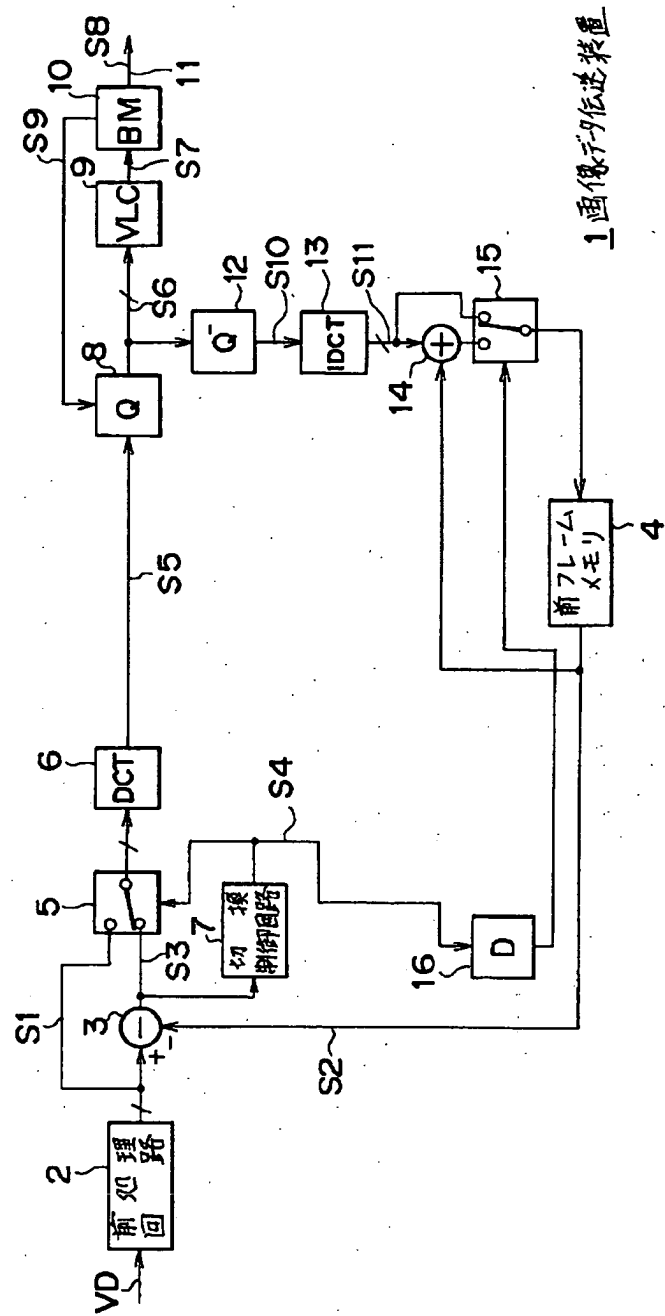 VD
2
前処理
回路
S1
3
+
-
−
S2
S3
5
7
切換
制御回路
S4
6
DCT
S5
16
D
8
Q
S9
S6
9
VLC
S7
10
BM
S8
11
12
Q⁻
S10
13
IDCT
S11
14
+
15
前フレーム
メモリ
4
1 画像データ伝送装置